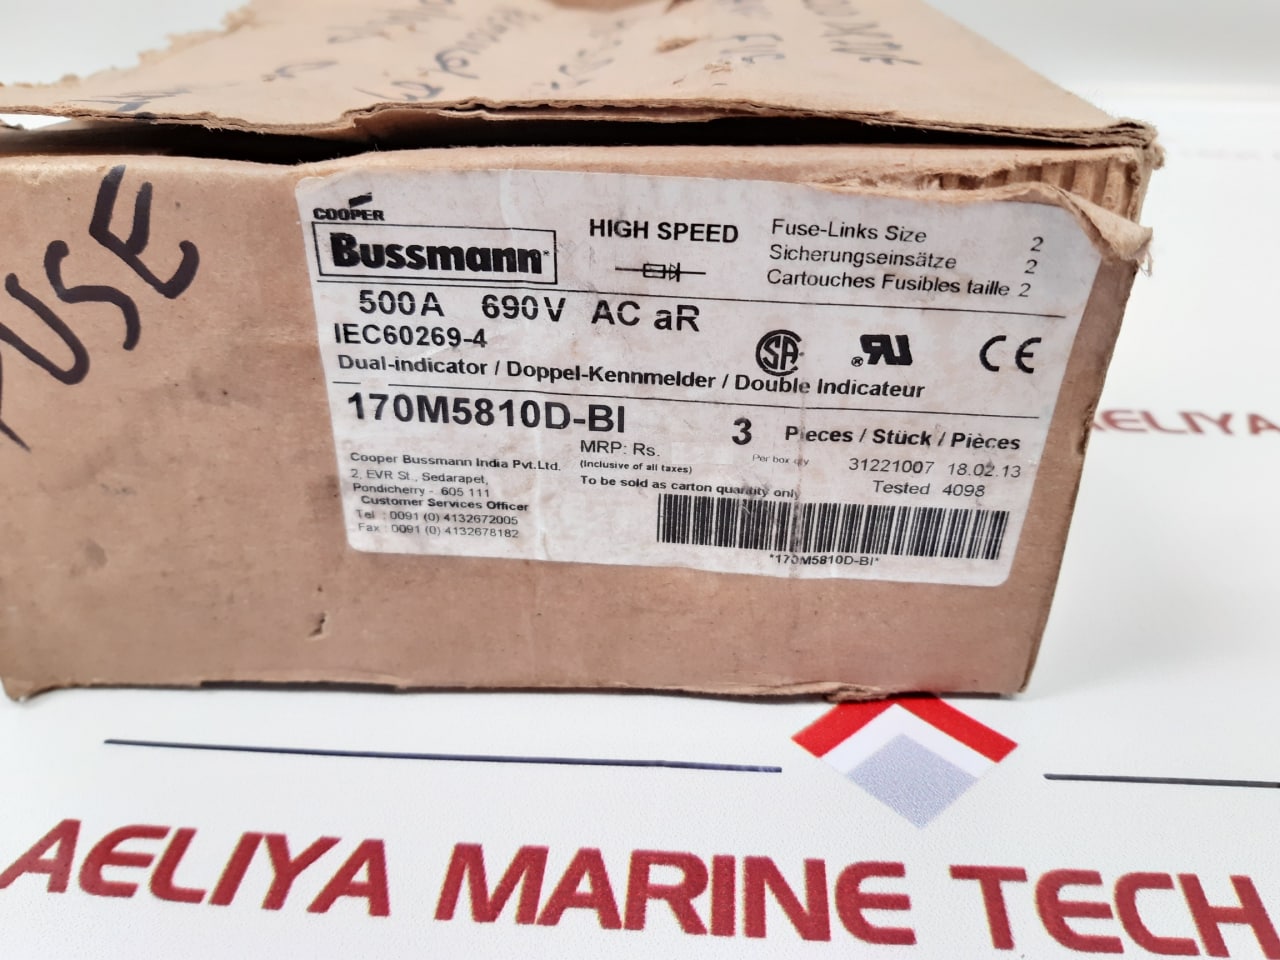 FUSE
COOPER
Bussmann
HIGH SPEED
Fuse-Links Size 2
Sicherungseinsätze 2
Cartouches Fusibles taille 2
500A 690V AC aR
IEC60269-4
Dual-indicator / Doppel-Kennmelder / Double Indicateur
170M5810D-BI
3 Pieces / Stück / Pièces
MRP: Rs.
(Inclusive of all taxes)
Per box qty
31221007 18.02.13
To be sold as carton quantity only
Tested 4098
Cooper Bussmann India Pvt.Ltd.
2, EVR St., Sedarapet,
Pondicherry - 605 111
Customer Services Officer
Tel : 0091 (0) 4132672005
Fax : 0091 (0) 4132678182
*170M5810D-BI*
SA
® RU
CE
AELIYA
AELIYA MARINE TECH